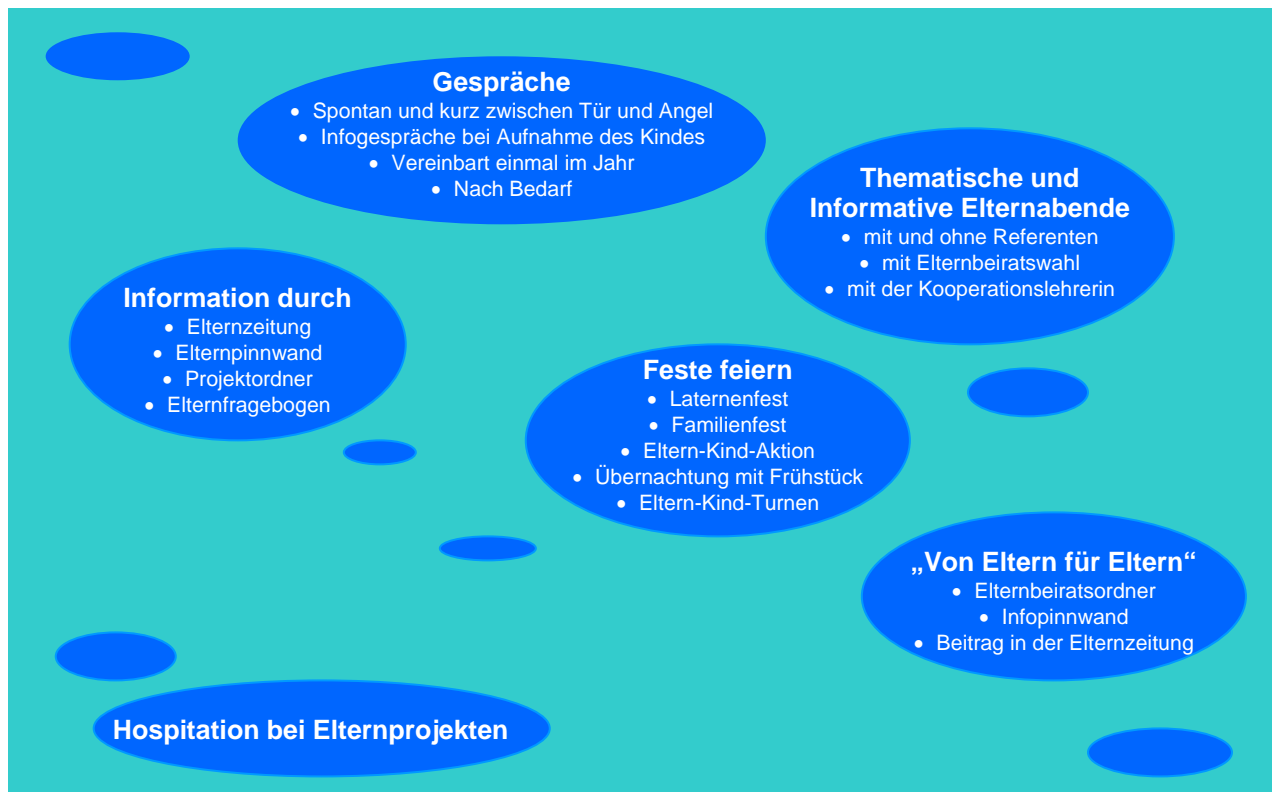 Gespräche
• Spontan und kurz zwischen Tür und Angel
• Infogespräche bei Aufnahme des Kindes
• Vereinbart einmal im Jahr
• Nach Bedarf
Thematische und
Informative Elternabende
• mit und ohne Referenten
• mit Elternbeiratswahl
• mit der Kooperationslehrerin
Information durch
• Elternzeitung
• Elternpinnwand
• Projektordner
• Elternfragebogen
Feste feiern
• Laternenfest
• Familienfest
• Eltern-Kind-Aktion
• Übernachtung mit Frühstück
• Eltern-Kind-Turnen
„Von Eltern für Eltern“
• Elternbeiratsordner
• Infopinnwand
• Beitrag in der Elternzeitung
Hospitation bei Elternprojekten